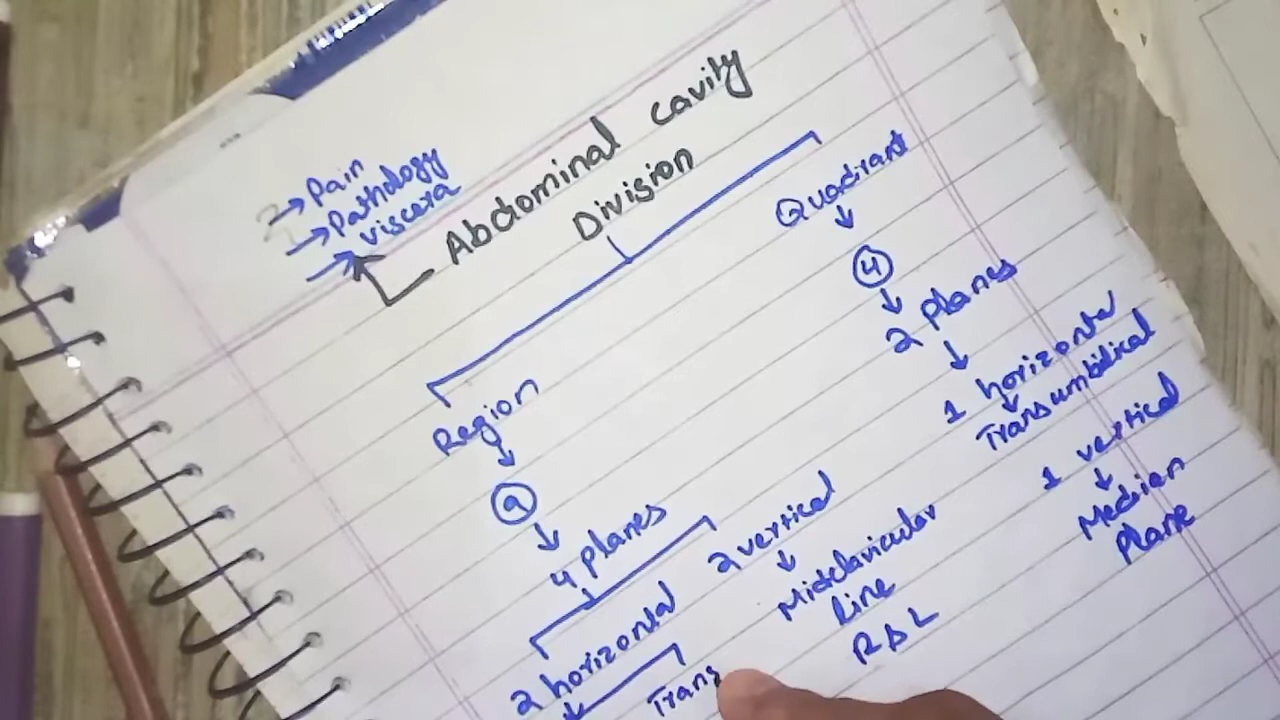 → Pain
→ Pathology
→ viscera
Abdominal cavity
Division
Region
9
4 planes
2 horizontal
Trans
2 vertical
Midclavicular
line
R & L
Quadrant
4
2 planes
1 horizontal
Transumbilical
1 vertical
Median
Plane